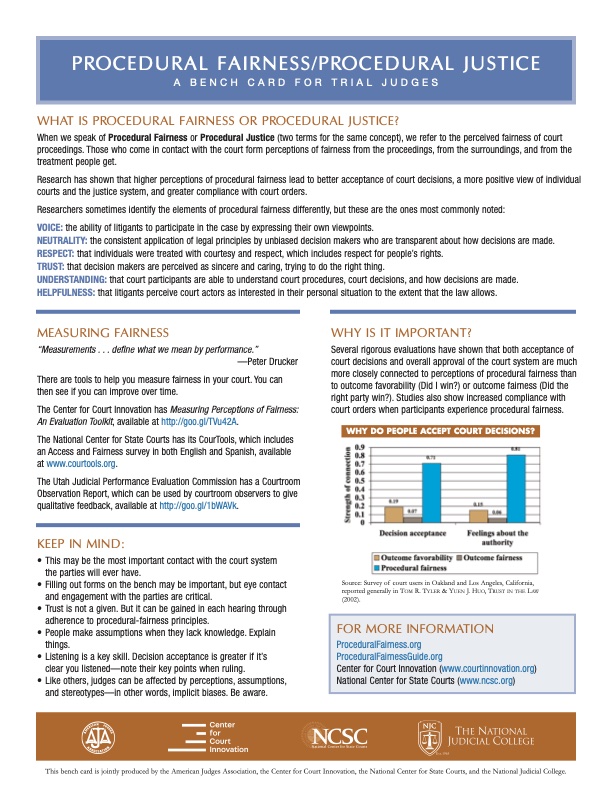 PROCEDURAL FAIRNESS/PROCEDURAL JUSTICE
A BENCH CARD FOR TRIAL JUDGES
WHAT IS PROCEDURAL FAIRNESS OR PROCEDURAL JUSTICE?
When we speak of Procedural Fairness or Procedural Justice (two terms for the same concept), we refer to the perceived fairness of court
proceedings. Those who come in contact with the court form perceptions of fairness from the proceedings, from the surroundings, and from the
treatment people get.
Research has shown that higher perceptions of procedural fairness lead to better acceptance of court decisions, a more positive view of individual
courts and the justice system, and greater compliance with court orders.
Researchers sometimes identify the elements of procedural fairness differently, but these are the ones most commonly noted:
VOICE: the ability of litigants to participate in the case by expressing their own viewpoints.
NEUTRALITY: the consistent application of legal principles by unbiased decision makers who are transparent about how decisions are made.
RESPECT: that individuals were treated with courtesy and respect, which includes respect for people's rights.
TRUST: that decision makers are perceived as sincere and caring, trying to do the right thing.
UNDERSTANDING: that court participants are able to understand court procedures, court decisions, and how decisions are made.
HELPFULNESS: that litigants perceive court actors as interested in their personal situation to the extent that the law allows.
MEASURING FAIRNESS
"Measurements . . . define what we mean by performance."
—Peter Drucker
There are tools to help you measure fairness in your court. You can
then see if you can improve over time.
The Center for Court Innovation has Measuring Perceptions of Fairness:
An Evaluation Toolkit, available at http://goo.gl/TVu42A.
The National Center for State Courts has its CourTools, which includes
an Access and Fairness survey in both English and Spanish, available
at www.courtools.org.
The Utah Judicial Performance Evaluation Commission has a Courtroom
Observation Report, which can be used by courtroom observers to give
qualitative feedback, available at http://goo.gl/1bWAVk.
KEEP IN MIND:
• This may be the most important contact with the court system
the parties will ever have.
• Filling out forms on the bench may be important, but eye contact
and engagement with the parties are critical.
• Trust is not a given. But it can be gained in each hearing through
adherence to procedural-fairness principles.
• People make assumptions when they lack knowledge. Explain
things.
• Listening is a key skill. Decision acceptance is greater if it's
clear you listened—note their key points when ruling.
• Like others, judges can be affected by perceptions, assumptions,
and stereotypes—in other words, implicit biases. Be aware.
WHY IS IT IMPORTANT?
Several rigorous evaluations have shown that both acceptance of
court decisions and overall approval of the court system are much
more closely connected to perceptions of procedural fairness than
to outcome favorability (Did I win?) or outcome fairness (Did the
right party win?). Studies also show increased compliance with
court orders when participants experience procedural fairness.
WHY DO PEOPLE ACCEPT COURT DECISIONS?
Strength of connection
0.9
0.8
0.7
0.6
0.5
0.4
0.3
0.2
0.1
0
0.19
0.07
0.71
0.15
0.06
0.81
Decision acceptance
Feelings about the
authority
Outcome favorability
Outcome fairness
Procedural fairness
Source: Survey of court users in Oakland and Los Angeles, California,
reported generally in TOM R. TYLER & YUEN J. HUO, TRUST IN THE LAW
(2002).
FOR MORE INFORMATION
ProceduralFairness.org
ProceduralFairnessGuide.org
Center for Court Innovation (www.courtinnovation.org)
National Center for State Courts (www.ncsc.org)
AJA
Center
for
Court
Innovation
NCSC
National Center for State Courts
NJC
THE NATIONAL
JUDICIAL COLLEGE
This bench card is jointly produced by the American Judges Association, the Center for Court Innovation, the National Center for State Courts, and the National Judicial College.